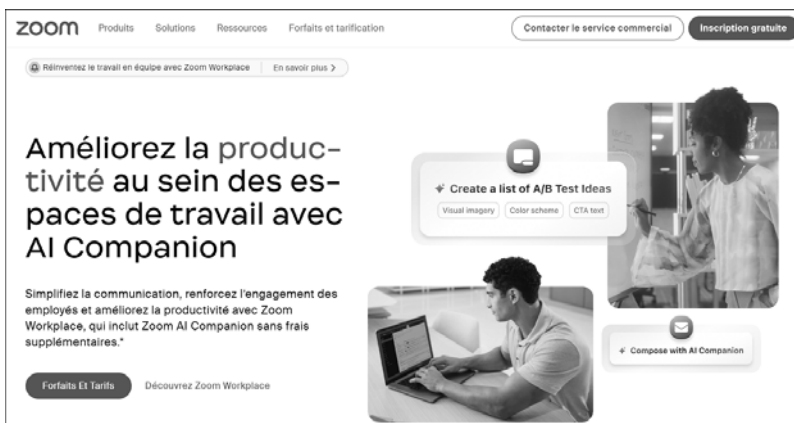 zoom Produits Solutions Ressources Forfaits et tarification Contacter le service commercial Inscription gratuite
Réinventez le travail en équipe avec Zoom Workplace En savoir plus
Améliorez la produc-
tivité au sein des es-
paces de travail avec
AI Companion
Create a list of A/B Test Ideas
Visual imagery Color scheme CTA text
Simplifiez la communication, renforcez l'engagement des
employés et améliorez la productivité avec Zoom
Workplace, qui inclut Zoom AI Companion sans frais
supplémentaires.*
Compose with AI Companion
Forfaits Et Tarifs Découvrez Zoom Workplace